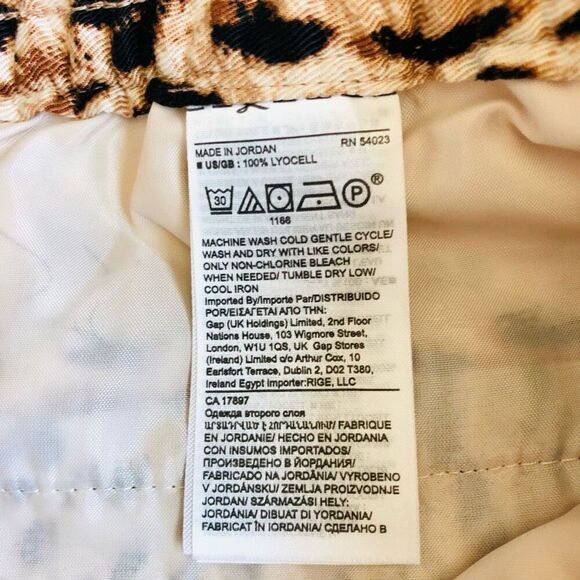 MADE IN JORDAN RN 54023
■ US/GB : 100% LYOCELL
30 P ®
1166
MACHINE WASH COLD GENTLE CYCLE/
WASH AND DRY WITH LIKE COLORS/
ONLY NON-CHLORINE BLEACH
WHEN NEEDED/ TUMBLE DRY LOW/
COOL IRON
Imported By/Importe Par/DISTRIBUIDO
POR/ΕΙΣΑΓΕΤΑΙ ΑΠΟ ΤΗΝ:
Gap (UK Holdings) Limited, 2nd Floor
Nations House, 103 Wigmore Street,
London, W1U 1QS, UK Gap Stores
(Ireland) Limited c/o Arthur Cox, 10
Earlsfort Terrace, Dublin 2, D02 T380,
Ireland Egypt Importer:RIGE, LLC
CA 17897
Одежда второго слоя
ԱՐՏԱԴՐՎԱԾ Է ՀՈՐԴԱՆԱՆՈՒՄ/ FABRIQUE
EN JORDANIE/ HECHO EN JORDANIA
CON INSUMOS IMPORTADOS/
ПРОИЗВЕДЕНО В ЙОРДАНИИ/
FABRICADO NA JORDÂNIA/ VYROBENO
V JORDÁNSKU/ ZEMLJA PROIZVODNJE
JORDAN/ SZÁRMAZÁSI HELY:
JORDÁNIA/ DIBUAT DI YORDANIA/
FABRICAT ÎN IORDANIA/ СДЕЛАНО В